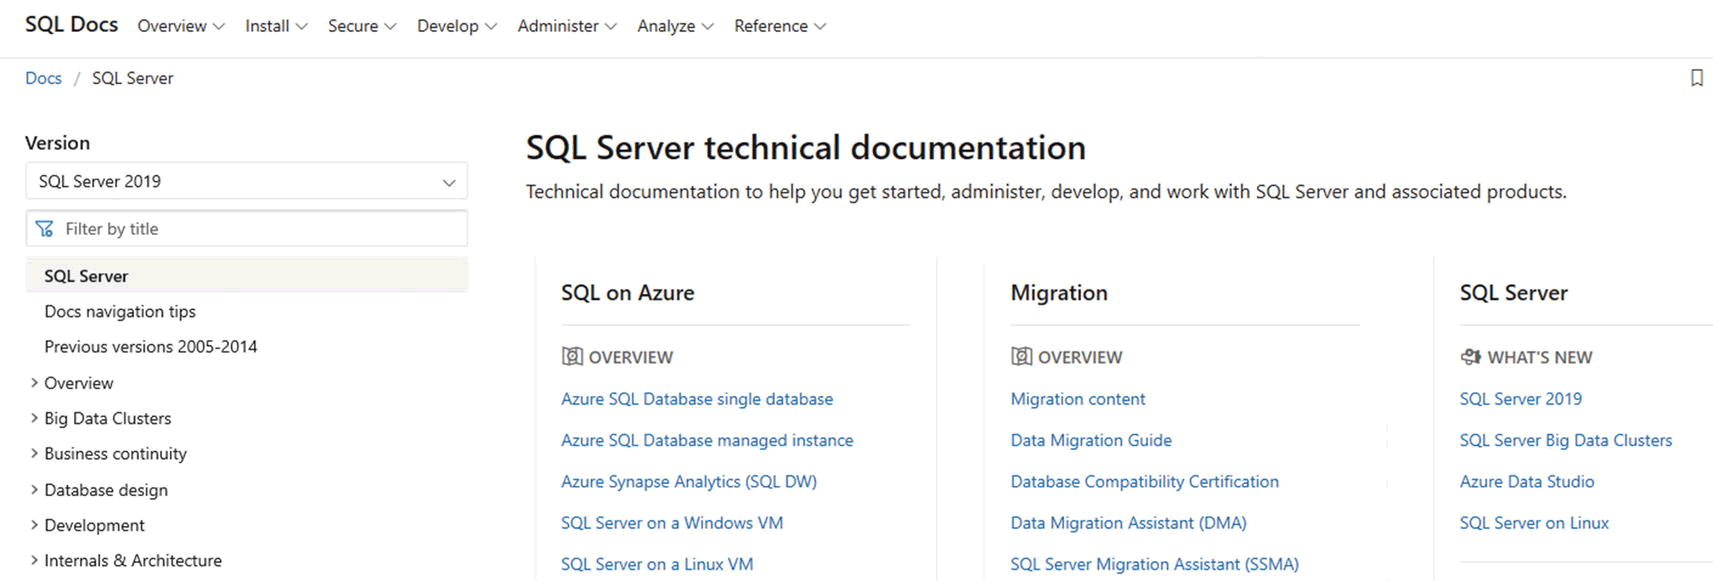 SQL Docs Overview Install Secure Develop Administer Analyze Reference
Docs / SQL Server
Version
SQL Server 2019
Filter by title
SQL Server
Docs navigation tips
Previous versions 2005-2014
Overview
Big Data Clusters
Business continuity
Database design
Development
Internals & Architecture
SQL Server technical documentation
Technical documentation to help you get started, administer, develop, and work with SQL Server and associated products.
SQL on Azure
OVERVIEW
Azure SQL Database single database
Azure SQL Database managed instance
Azure Synapse Analytics (SQL DW)
SQL Server on a Windows VM
SQL Server on a Linux VM
Migration
OVERVIEW
Migration content
Data Migration Guide
Database Compatibility Certification
Data Migration Assistant (DMA)
SQL Server Migration Assistant (SSMA)
SQL Server
WHAT'S NEW
SQL Server 2019
SQL Server Big Data Clusters
Azure Data Studio
SQL Server on Linux